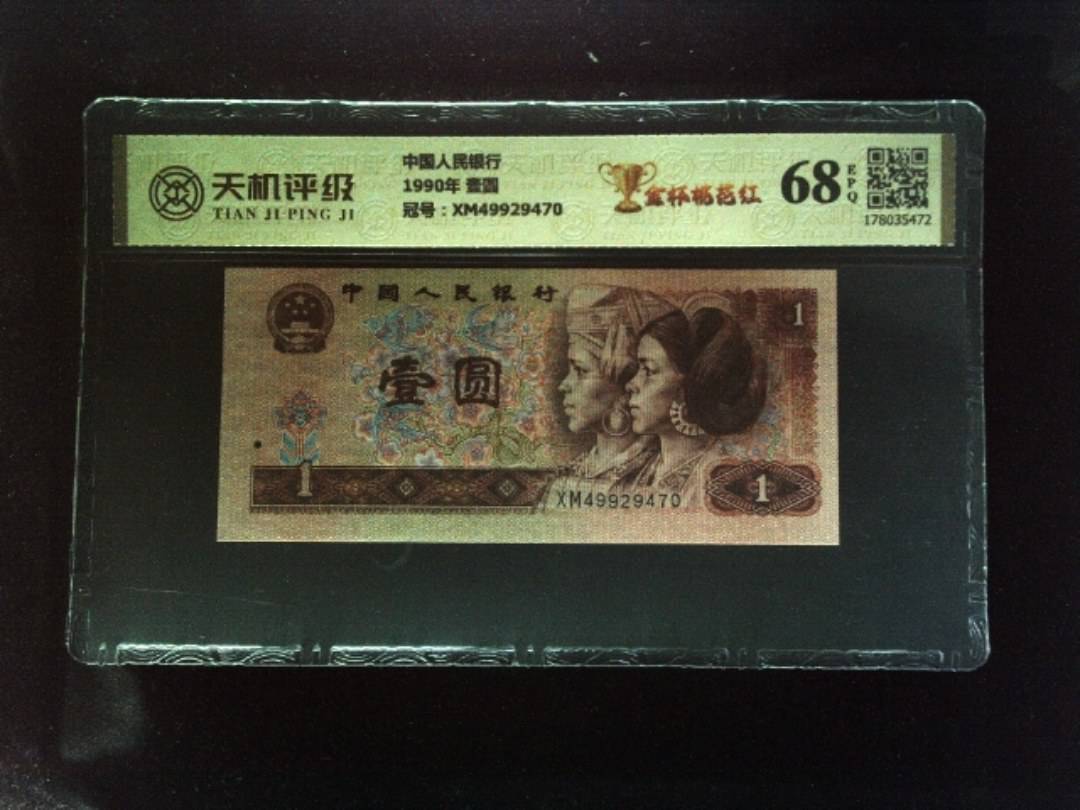 天机评级
TIAN JI PING JI
中国人民银行
1990年 壹圆
冠号：XM49929470
金杯桃花红
68
EPQ
178035472
中国人民银行
壹圆
1
1
XM49929470
1